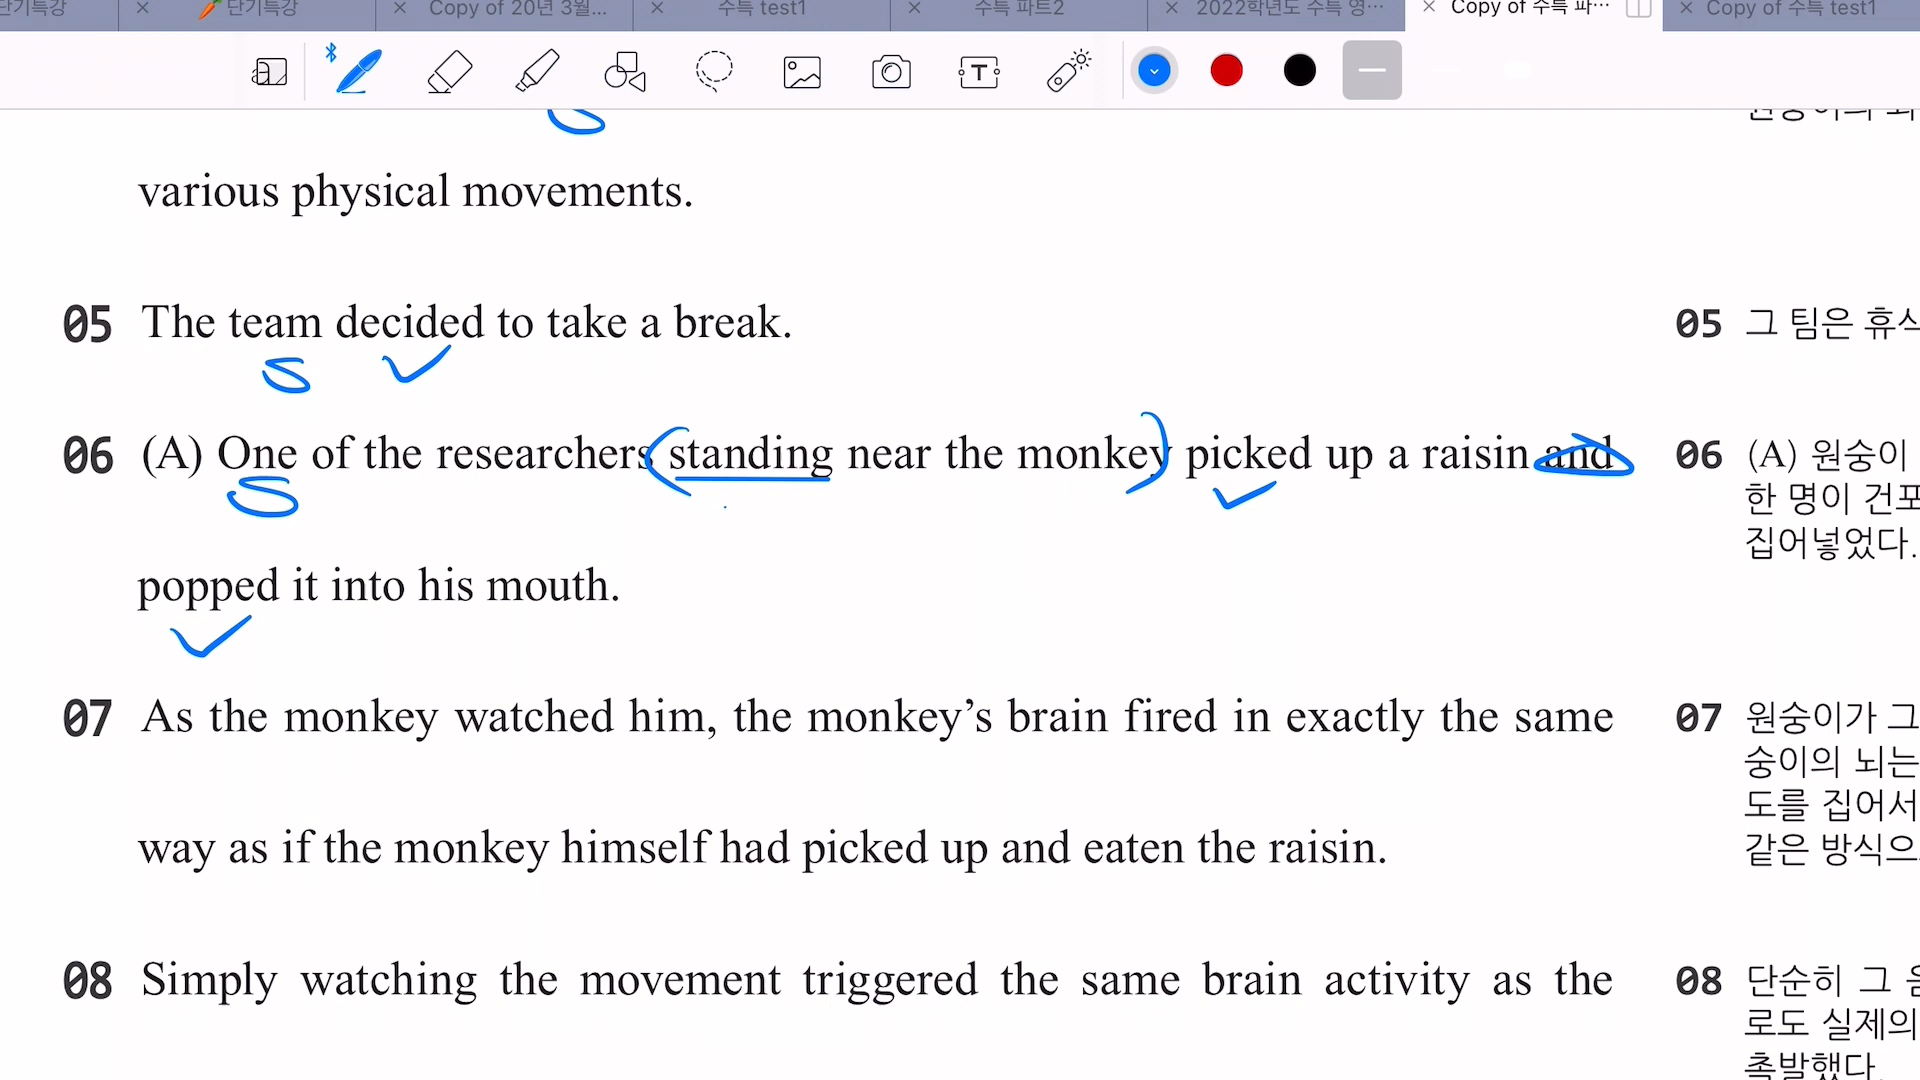 단기특강
단기특강
Copy of 20년 3월...
수특 test1
수특 파트2
2022학년도 수특 영...
Copy of 수특 파...
Copy of 수특 test1
various physical movements.
05 The team decided to take a break.
S
05 그 팀은 휴식
06 (A) One of the researchers (standing near the monkey) picked up a raisin and
S
popped it into his mouth.
06 (A) 원숭이
한 명이 건포
집어넣었다.
07 As the monkey watched him, the monkey's brain fired in exactly the same
way as if the monkey himself had picked up and eaten the raisin.
07 원숭이가 그
숭이의 뇌는
도를 집어서
같은 방식으
08 Simply watching the movement triggered the same brain activity as the
08 단순히 그 움
로도 실제의
촉발했다.